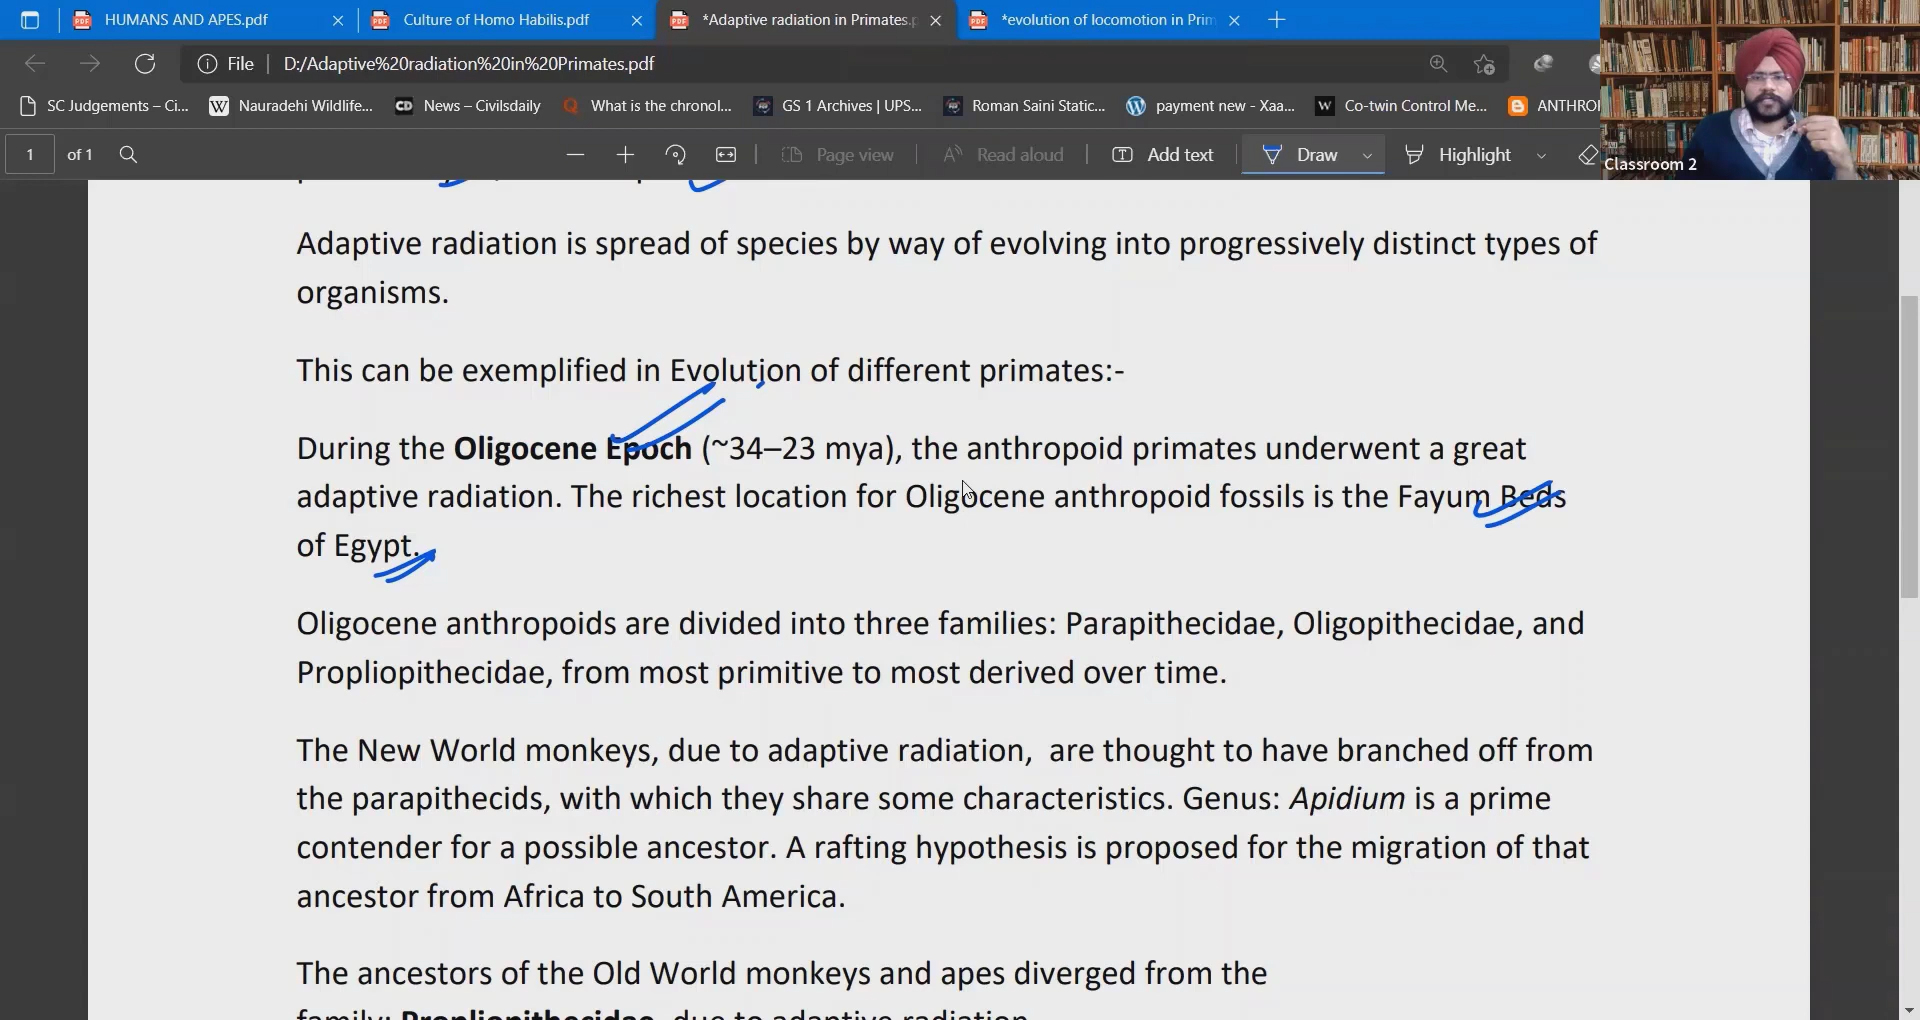 HUMANS AND APES.pdf
Culture of Homo Habilis.pdf
*Adaptive radiation in Primates.p
*evolution of locomotion in Prim
File
D:/Adaptive%20radiation%20in%20Primates.pdf
SC Judgements – Ci...
Nauradehi Wildlife...
CD
News – Civilsdaily
What is the chronol...
GS 1 Archives | UPS...
Roman Saini Static...
payment new - Xaa...
Co-twin Control Me...
ANTHRO
1
of 1
Page view
Read aloud
Add text
Draw
Highlight
Classroom 2
Adaptive radiation is spread of species by way of evolving into progressively distinct types of
organisms.
This can be exemplified in Evolution of different primates:-
During the Oligocene Epoch (~34–23 mya), the anthropoid primates underwent a great
adaptive radiation. The richest location for Oligocene anthropoid fossils is the Fayum Beds
of Egypt.
Oligocene anthropoids are divided into three families: Parapithecidae, Oligopithecidae, and
Propliopithecidae, from most primitive to most derived over time.
The New World monkeys, due to adaptive radiation,  are thought to have branched off from
the parapithecids, with which they share some characteristics. Genus: Apidium is a prime
contender for a possible ancestor. A rafting hypothesis is proposed for the migration of that
ancestor from Africa to South America.
The ancestors of the Old World monkeys and apes diverged from the
family: Propliopithecidae, due to adaptive radiation